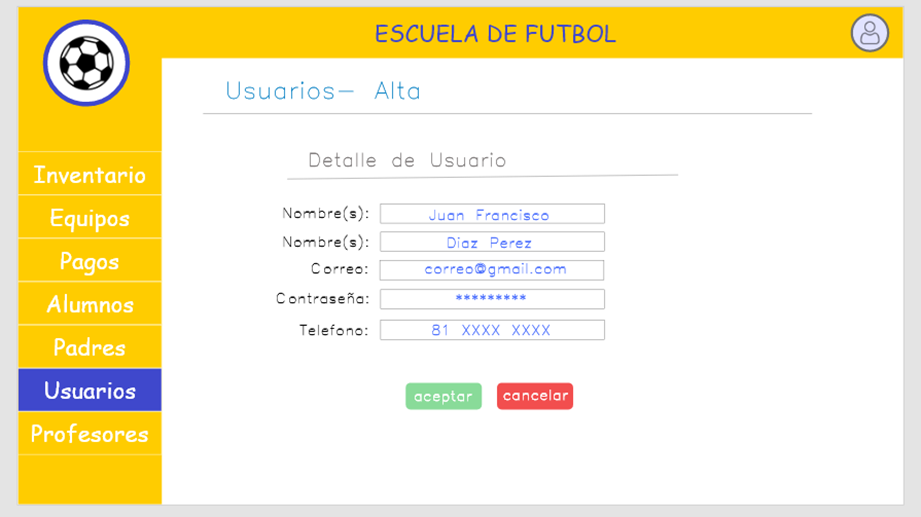 ESCUELA DE FUTBOL
Inventario
Equipos
Pagos
Alumnos
Padres
Usuarios
Profesores
Usuarios- Alta
Detalle de Usuario
Nombre(s): Juan Francisco
Nombre(s): Diaz Perez
Correo: correo@gmail.com
Contraseña: *********
Telefono: 81 XXXX XXXX
aceptar cancelar